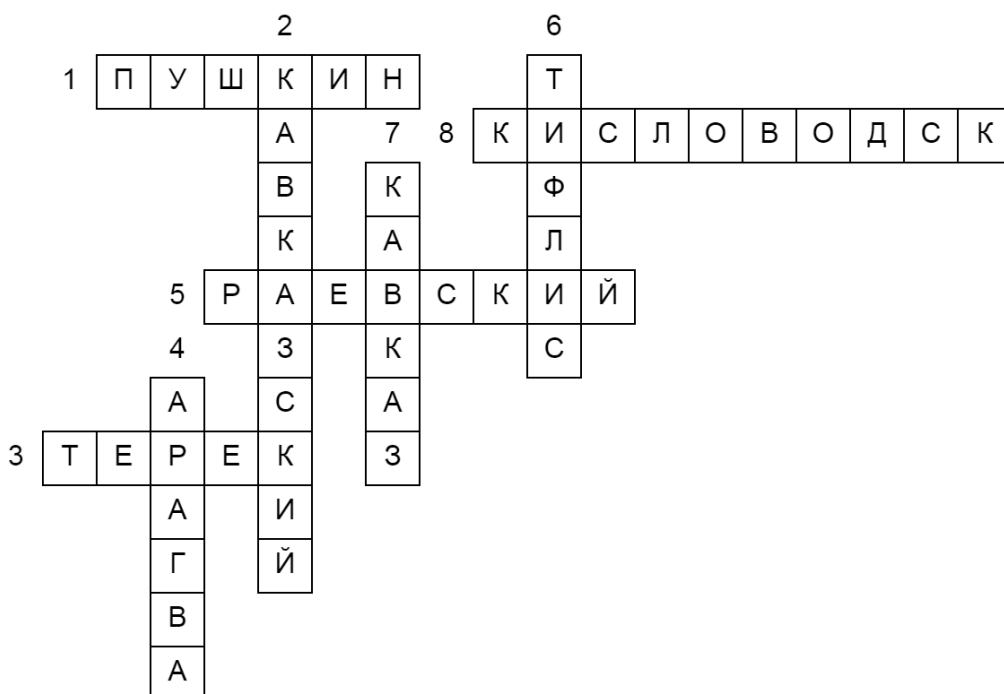 2 6
1 П У Ш К И Н Т
А 7 8 К И С Л О В О Д С К
В К Ф
К А Л
5 Р А Е В С К И Й
4 З К С
А С А
3 Т Е Р Е К З
А И
Г Й
В
А